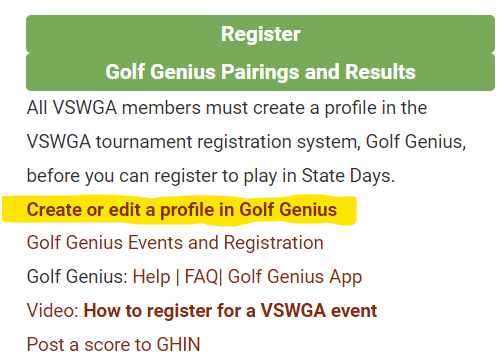 Register
Golf Genius Pairings and Results
All VSWGA members must create a profile in the
VSWGA tournament registration system, Golf Genius,
before you can register to play in State Days.
Create or edit a profile in Golf Genius
Golf Genius Events and Registration
Golf Genius: Help | FAQ| Golf Genius App
Video: How to register for a VSWGA event
Post a score to GHIN